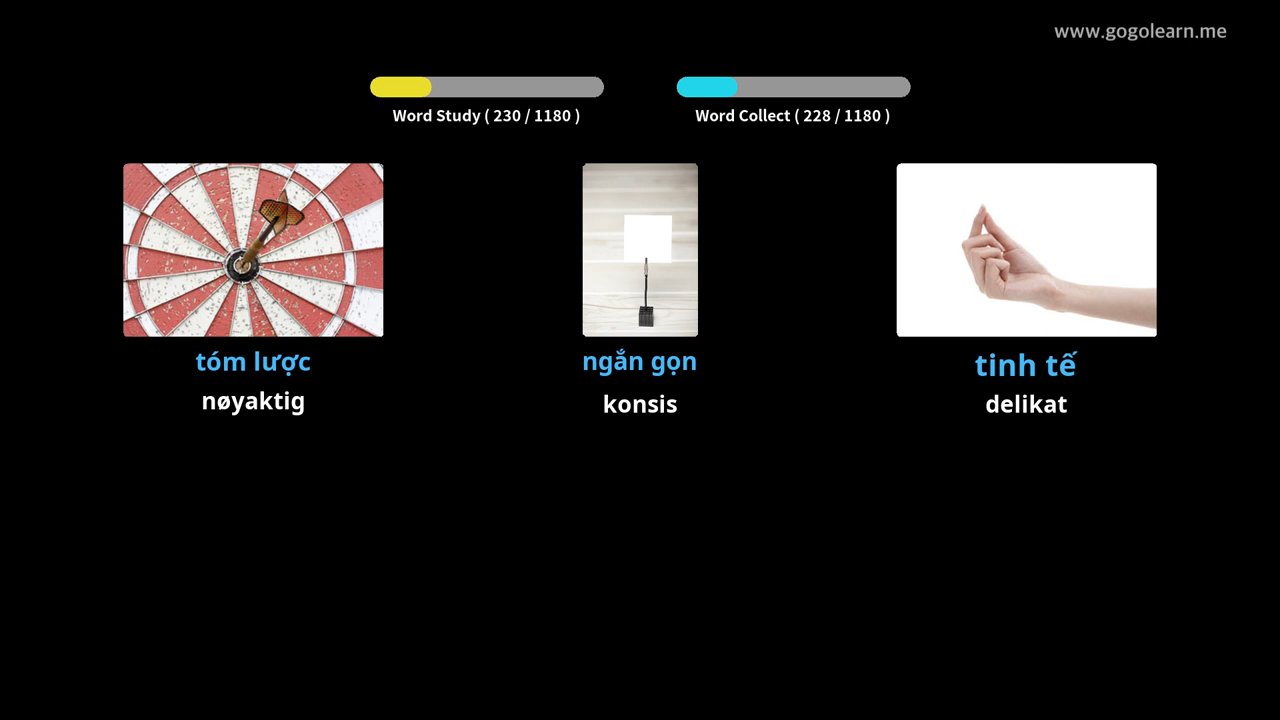 www.gogolearn.me
Word Study ( 230 / 1180 )
Word Collect ( 228 / 1180 )
tóm lược
nøyaktig
ngắn gọn
konsis
tinh tế
delikat